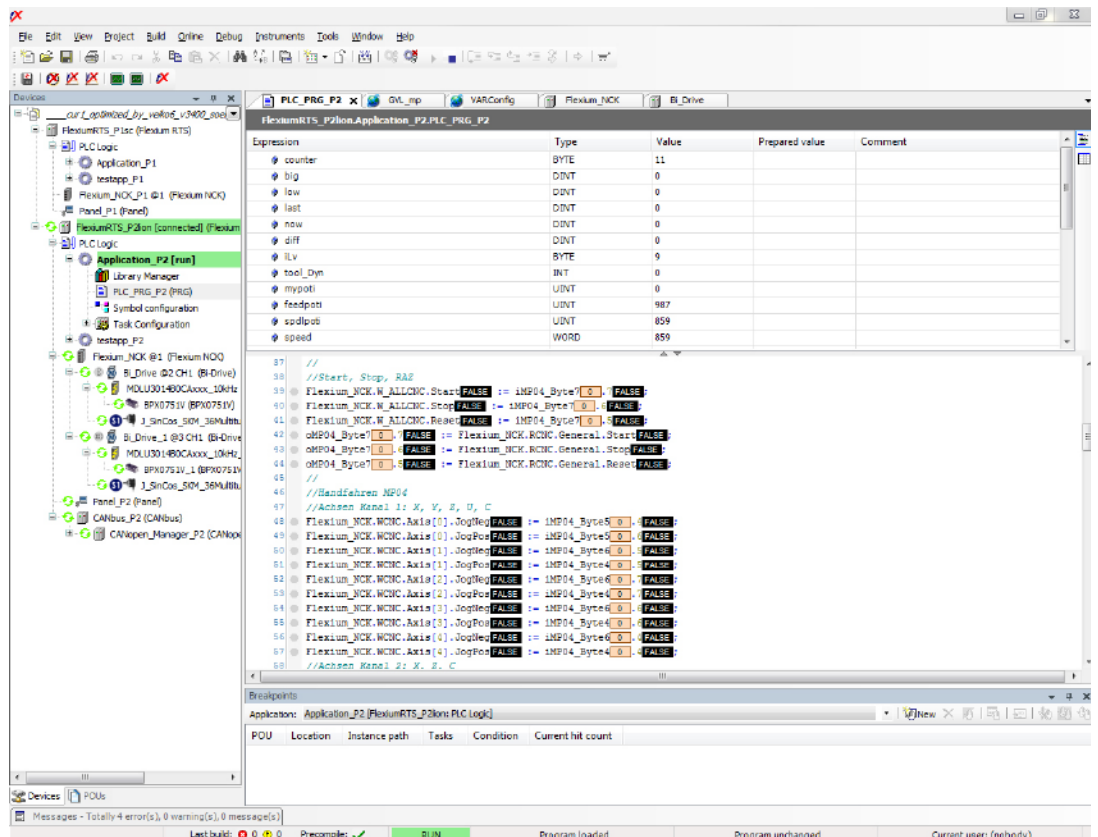 File Edit View Project Build Online Debug Instruments Tools Window Help
Devices
FlexiumRTS_P1sc (Flexium RTS)
PLC Logic
Application_P1
testapp_P1
Flexium_NCK_P1 @1 (Flexium NCK)
Panel_P1 (Panel)
FlexiumRTS_P2lion [connected] (Flexium
PLC Logic
Application_P2 [run]
Library Manager
PLC_PRG_P2 (PRG)
Symbol configuration
Task Configuration
testapp_P2
Flexium_NCK @1 (Flexium NCK)
Bi_Drive @2 CH1 (Bi-Drive)
MDLU3014B0CAxxx_10kHz
BPX0751V (BPX0751V)
J_SinCos_SKM_36Multitu
Bi_Drive_1 @3 CH1 (Bi-Drive
MDLU3014B0CAxxx_10kHz_
BPX0751V_1 (BPX0751V
J_SinCos_SKM_36Multitu
Panel_P2 (Panel)
CANbus_P2 (CANbus)
CANopen_Manager_P2 (CANope
Devices POUs
PLC_PRG_P2 x GVL_mp VARConfig Flexium_NCK Bi_Drive
FlexiumRTS_P2lion.Application_P2.PLC_PRG_P2
Expression Type Value Prepared value Comment
counter BYTE 11
big DINT 0
low DINT 0
last DINT 0
now DINT 0
diff DINT 0
iLv BYTE 9
tool_Dyn INT 0
mypoti UINT 0
feedpoti UINT 987
spdlpoti UINT 859
speed WORD 859
37 //
38 //Start, Stop, RAZ
39 Flexium_NCK.W_ALLCNC.Start FALSE := iMP04_Byte7 0 .7 FALSE ;
40 Flexium_NCK.W_ALLCNC.Stop FALSE := iMP04_Byte7 0 .6 FALSE ;
41 Flexium_NCK.W_ALLCNC.Reset FALSE := iMP04_Byte7 0 .5 FALSE ;
42 oMP04_Byte7 0 .7 FALSE := Flexium_NCK.RCNC.General.Start FALSE ;
43 oMP04_Byte7 0 .6 FALSE := Flexium_NCK.RCNC.General.Stop FALSE ;
44 oMP04_Byte7 0 .5 FALSE := Flexium_NCK.RCNC.General.Reset FALSE ;
45 //
46 //Handfahren MP04
47 //Achsen Kanal 1: X, Y, Z, U, C
48 Flexium_NCK.WCNC.Axis[0].JogNeg FALSE := iMP04_Byte5 0 .4 FALSE ;
49 Flexium_NCK.WCNC.Axis[0].JogPos FALSE := iMP04_Byte5 0 .6 FALSE ;
50 Flexium_NCK.WCNC.Axis[1].JogNeg FALSE := iMP04_Byte6 0 .5 FALSE ;
51 Flexium_NCK.WCNC.Axis[1].JogPos FALSE := iMP04_Byte4 0 .5 FALSE ;
52 Flexium_NCK.WCNC.Axis[2].JogNeg FALSE := iMP04_Byte6 0 .7 FALSE ;
53 Flexium_NCK.WCNC.Axis[2].JogPos FALSE := iMP04_Byte4 0 .7 FALSE ;
54 Flexium_NCK.WCNC.Axis[3].JogNeg FALSE := iMP04_Byte6 0 .6 FALSE ;
55 Flexium_NCK.WCNC.Axis[3].JogPos FALSE := iMP04_Byte4 0 .6 FALSE ;
56 Flexium_NCK.WCNC.Axis[4].JogNeg FALSE := iMP04_Byte6 0 .4 FALSE ;
57 Flexium_NCK.WCNC.Axis[4].JogPos FALSE := iMP04_Byte4 0 .4 FALSE ;
58 //Achsen Kanal 2: X, Z, C
Breakpoints
Application: Application_P2 [FlexiumRTS_P2lion: PLC Logic] New
POU Location Instance path Tasks Condition Current hit count
Messages - Totally 4 error(s), 0 warning(s), 0 message(s)
Last build: 0 0 Precompile: RUN Program loaded Program unchanged Current user: (nobody)